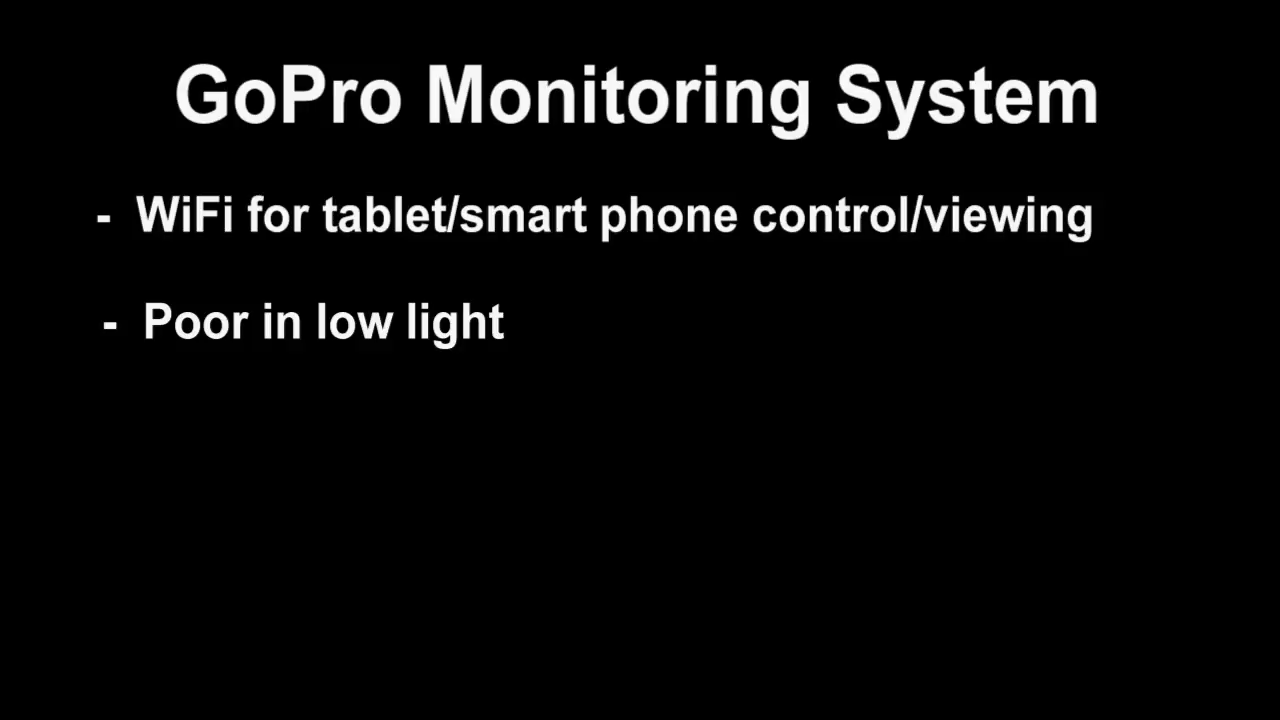 GoPro Monitoring System
- WiFi for tablet/smart phone control/viewing
- Poor in low light